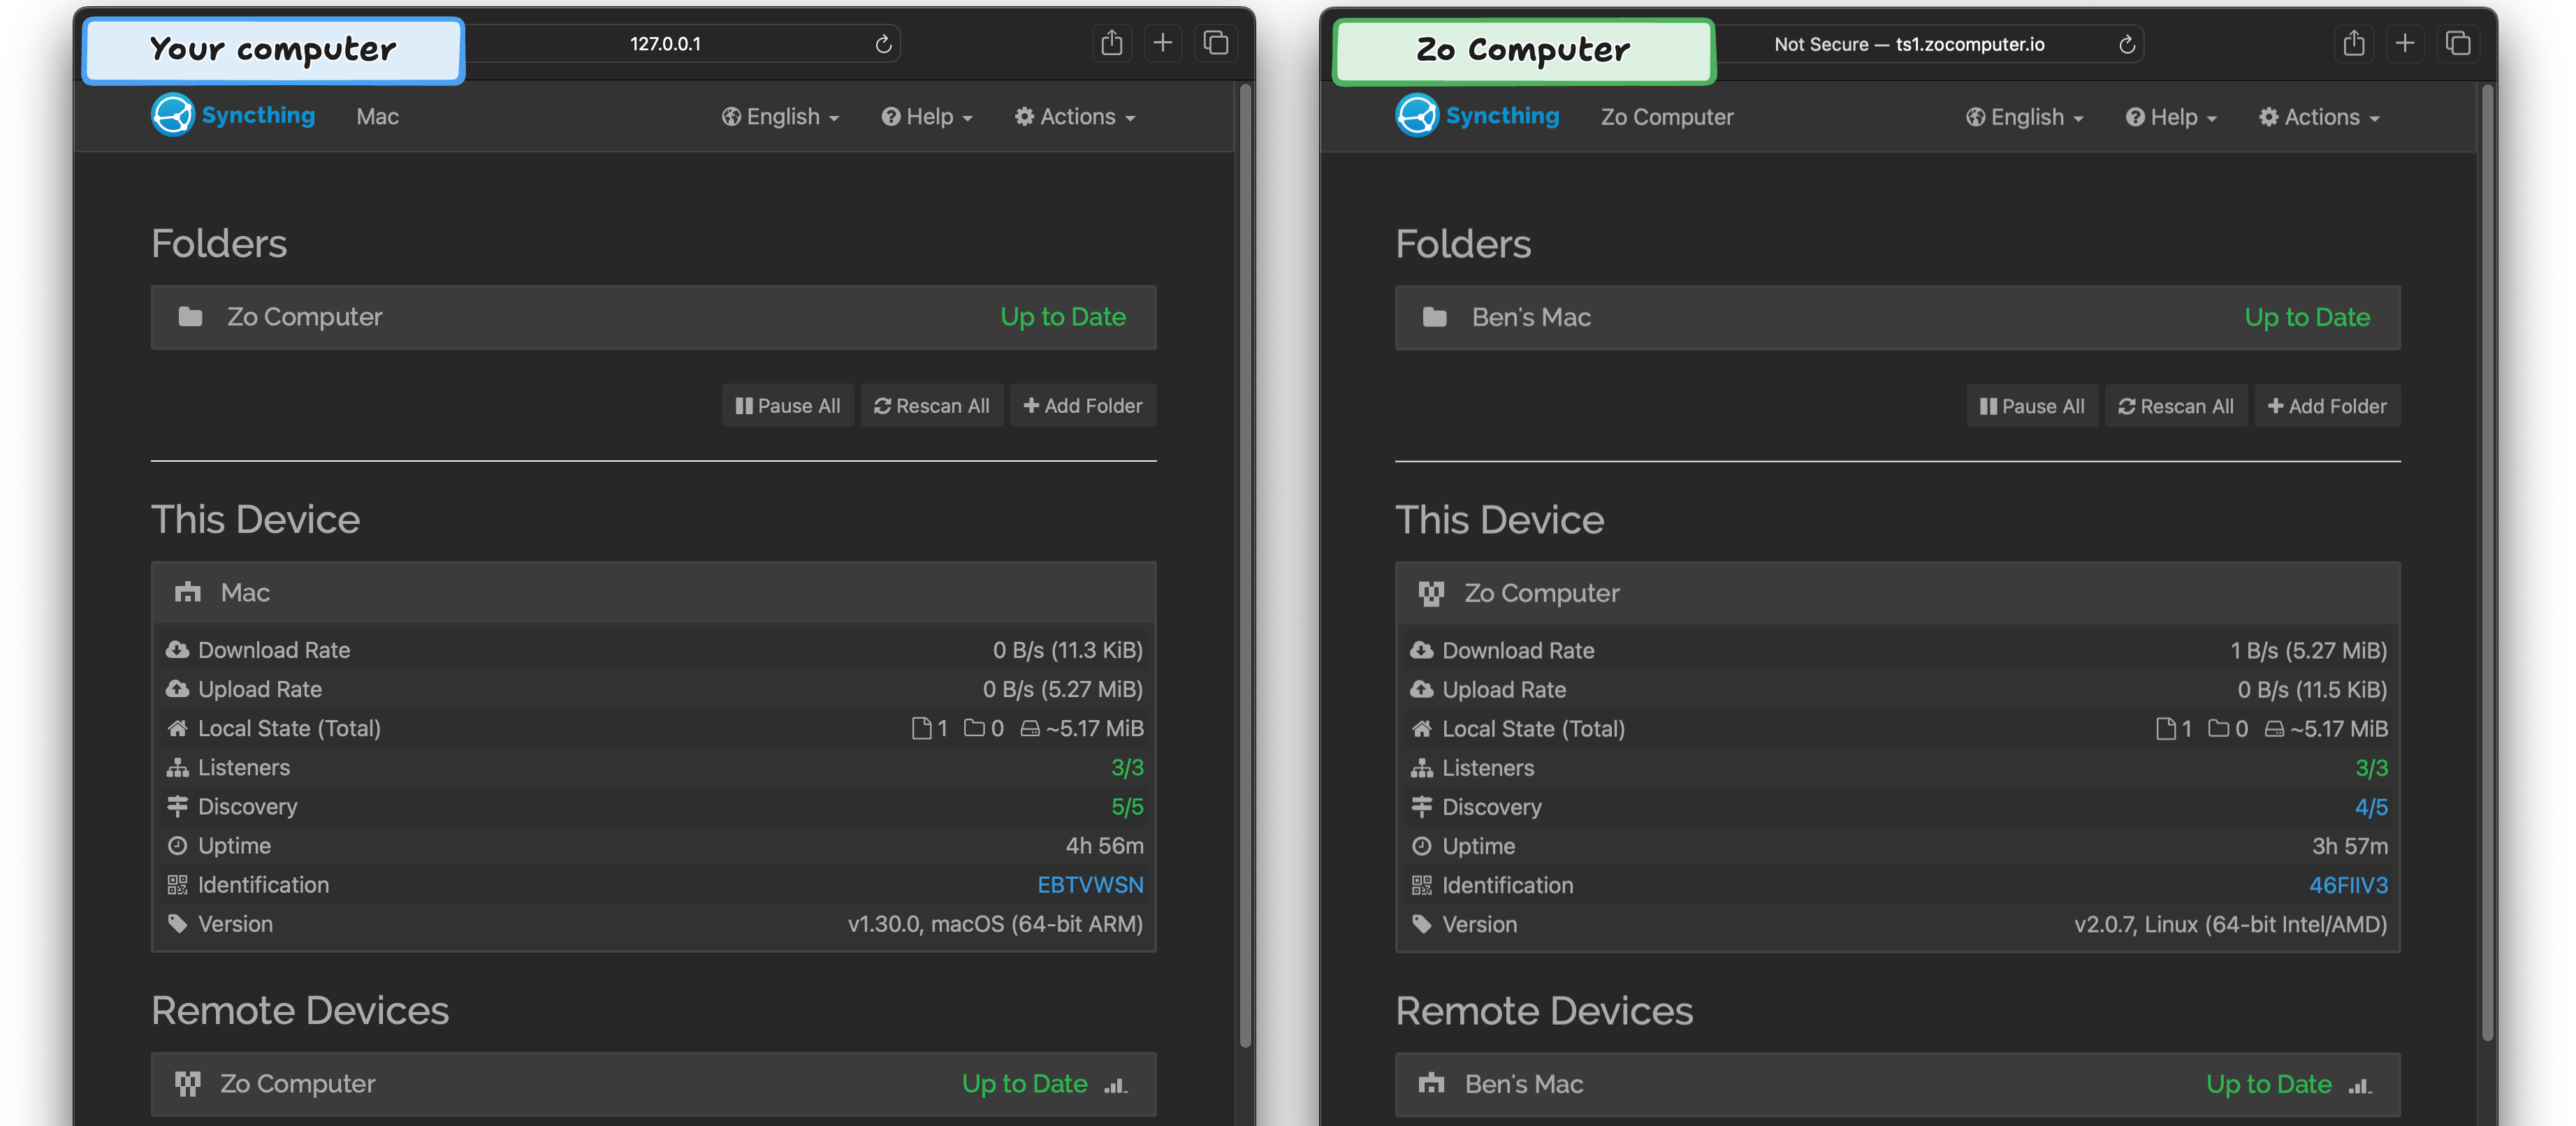 Your computer
127.0.0.1
Syncthing Mac English Help Actions
Folders
Zo Computer Up to Date
Pause All Rescan All Add Folder
This Device
Mac
Download Rate 0 B/s (11.3 KiB)
Upload Rate 0 B/s (5.27 MiB)
Local State (Total) 1 0 ~5.17 MiB
Listeners 3/3
Discovery 5/5
Uptime 4h 56m
Identification EBTVWSN
Version v1.30.0, macOS (64-bit ARM)
Remote Devices
Zo Computer Up to Date
Zo Computer
Not Secure — ts1.zocomputer.io
Syncthing Zo Computer English Help Actions
Folders
Ben's Mac Up to Date
Pause All Rescan All Add Folder
This Device
Zo Computer
Download Rate 1 B/s (5.27 MiB)
Upload Rate 0 B/s (11.5 KiB)
Local State (Total) 1 0 ~5.17 MiB
Listeners 3/3
Discovery 4/5
Uptime 3h 57m
Identification 46FIIV3
Version v2.0.7, Linux (64-bit Intel/AMD)
Remote Devices
Ben's Mac Up to Date